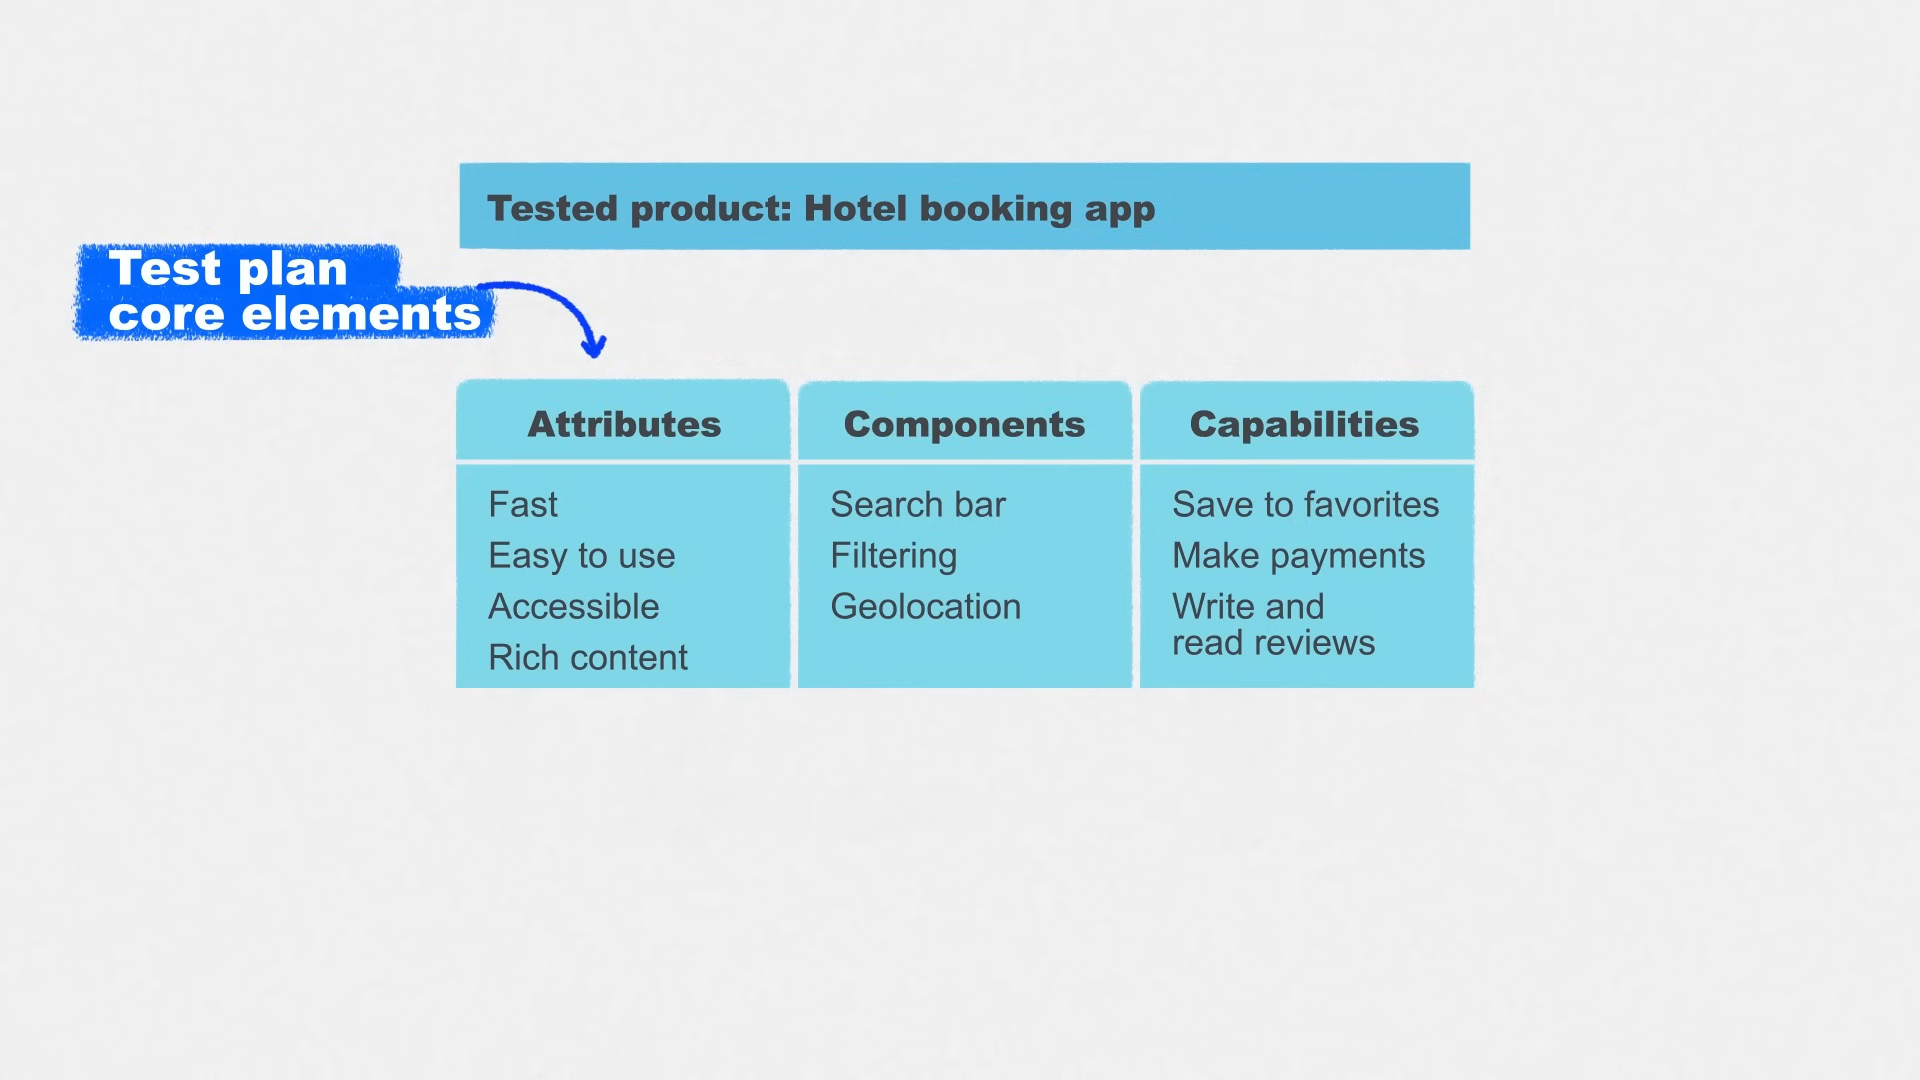 Tested product: Hotel booking app
Test plan
core elements
Attributes
Fast
Easy to use
Accessible
Rich content
Components
Search bar
Filtering
Geolocation
Capabilities
Save to favorites
Make payments
Write and
read reviews